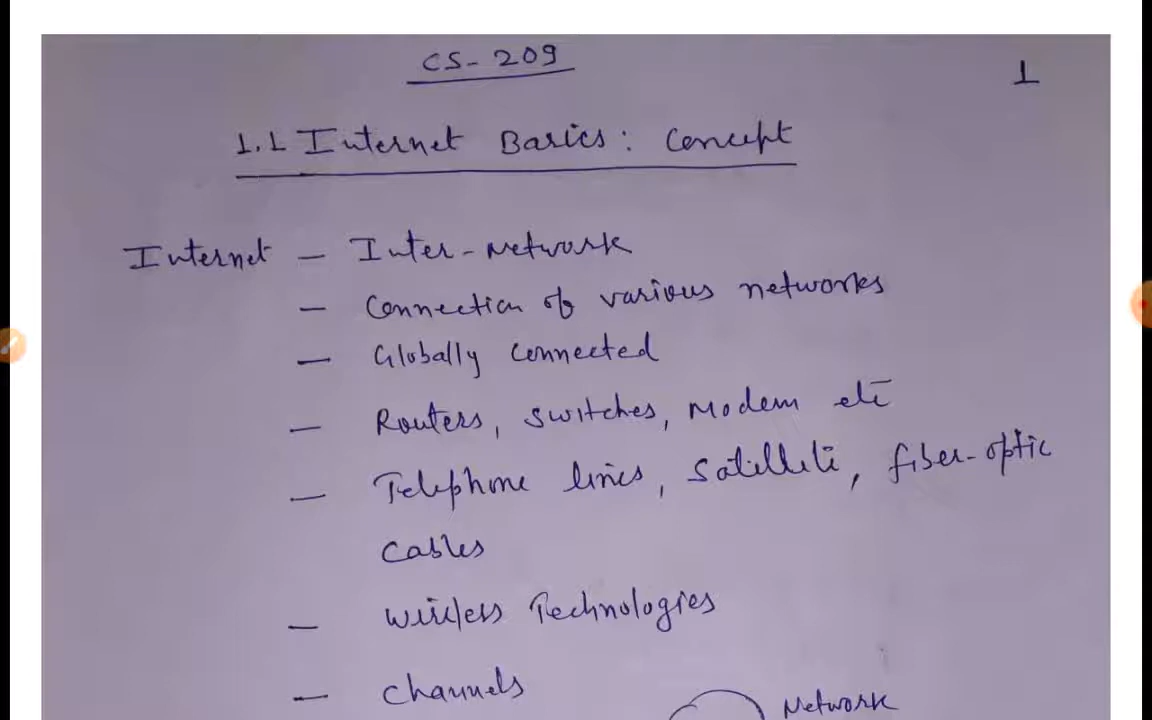 CS-209
1
1.1 Internet Basics: Concept
Internet — Inter-network
— Connection of various networks
— Globally connected
— Routers, switches, Modem etc
— Telephone lines, satellite, fiber-optic
cables
— Wireless Technologies
— Channels
Network